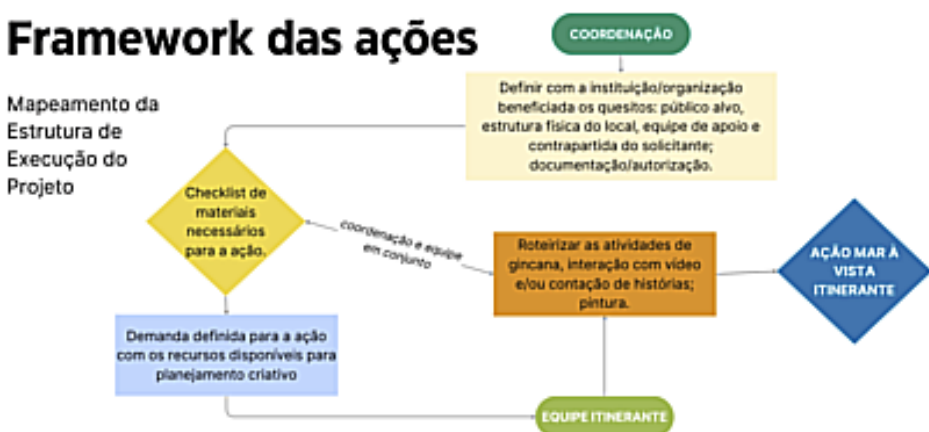 Framework das ações
Mapeamento da
Estrutura de
Execução do
Projeto
COORDENAÇÃO
Definir com a instituição/organização
beneficiada os quesitos: público alvo,
estrutura física do local, equipe de apoio e
contrapartida do solicitante;
documentação/autorização.
Checklist de
materiais
necessários
para a ação.
coordenação e equipe
em conjunto
Roteirizar as atividades de
gincana, interação com vídeo
e/ou contação de histórias;
pintura.
AÇÃO MAR À
VISTA
ITINERANTE
Demanda definida para a ação
com os recursos disponíveis para
planejamento criativo
EQUIPE ITINERANTE